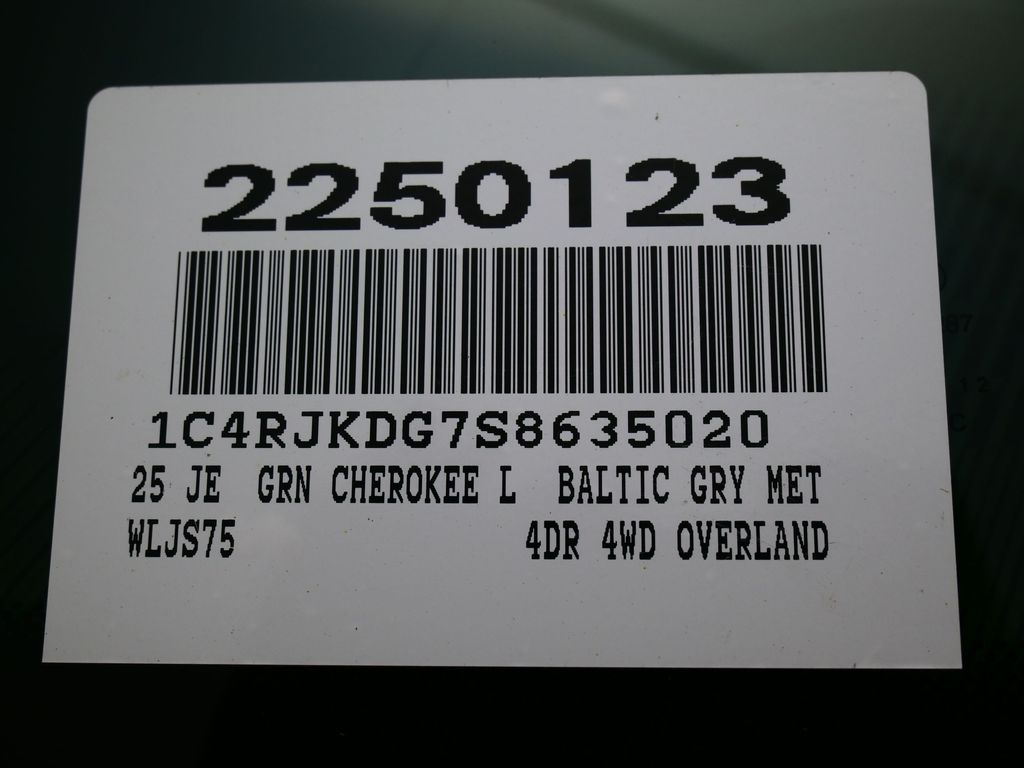 2250123
1C4RJKDG7S8635020
25 JE GRN CHEROKEE L BALTIC GRY MET
WLJS75 4DR 4WD OVERLAND